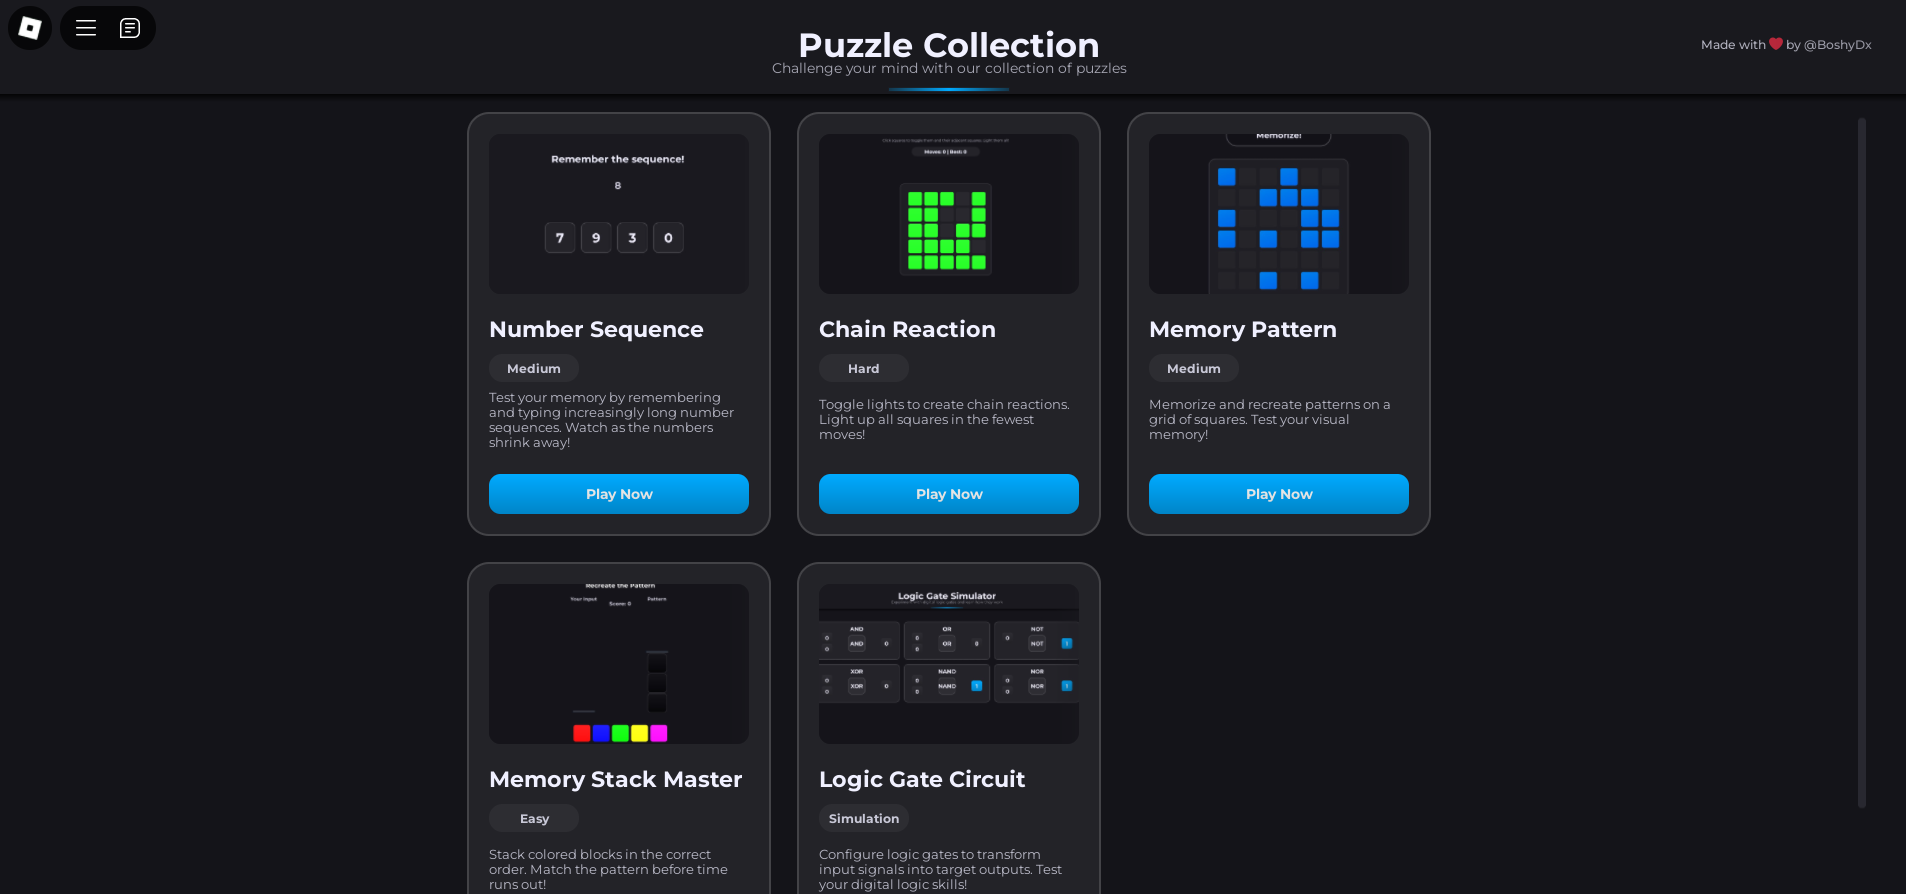 Puzzle Collection
Challenge your mind with our collection of puzzles
Made with ❤ by @BoshyDx
Remember the sequence!
8
7 9 3 0
Number Sequence
Medium
Test your memory by remembering
and typing increasingly long number
sequences. Watch as the numbers
shrink away!
Play Now
Moves: 0 | Best: 0
Chain Reaction
Hard
Toggle lights to create chain reactions.
Light up all squares in the fewest
moves!
Play Now
Memorize!
Memory Pattern
Medium
Memorize and recreate patterns on a
grid of squares. Test your visual
memory!
Play Now
Recreate the Pattern
Your Input
Pattern
Score: 0
Memory Stack Master
Easy
Stack colored blocks in the correct
order. Match the pattern before time
runs out!
Logic Gate Simulator
AND OR NOT
0 0 0
AND OR NOT
0 0 1
0 0
XOR NAND NOR
0 0 0
XOR NAND NOR
0 1 1
0 0 0
Logic Gate Circuit
Simulation
Configure logic gates to transform
input signals into target outputs. Test
your digital logic skills!